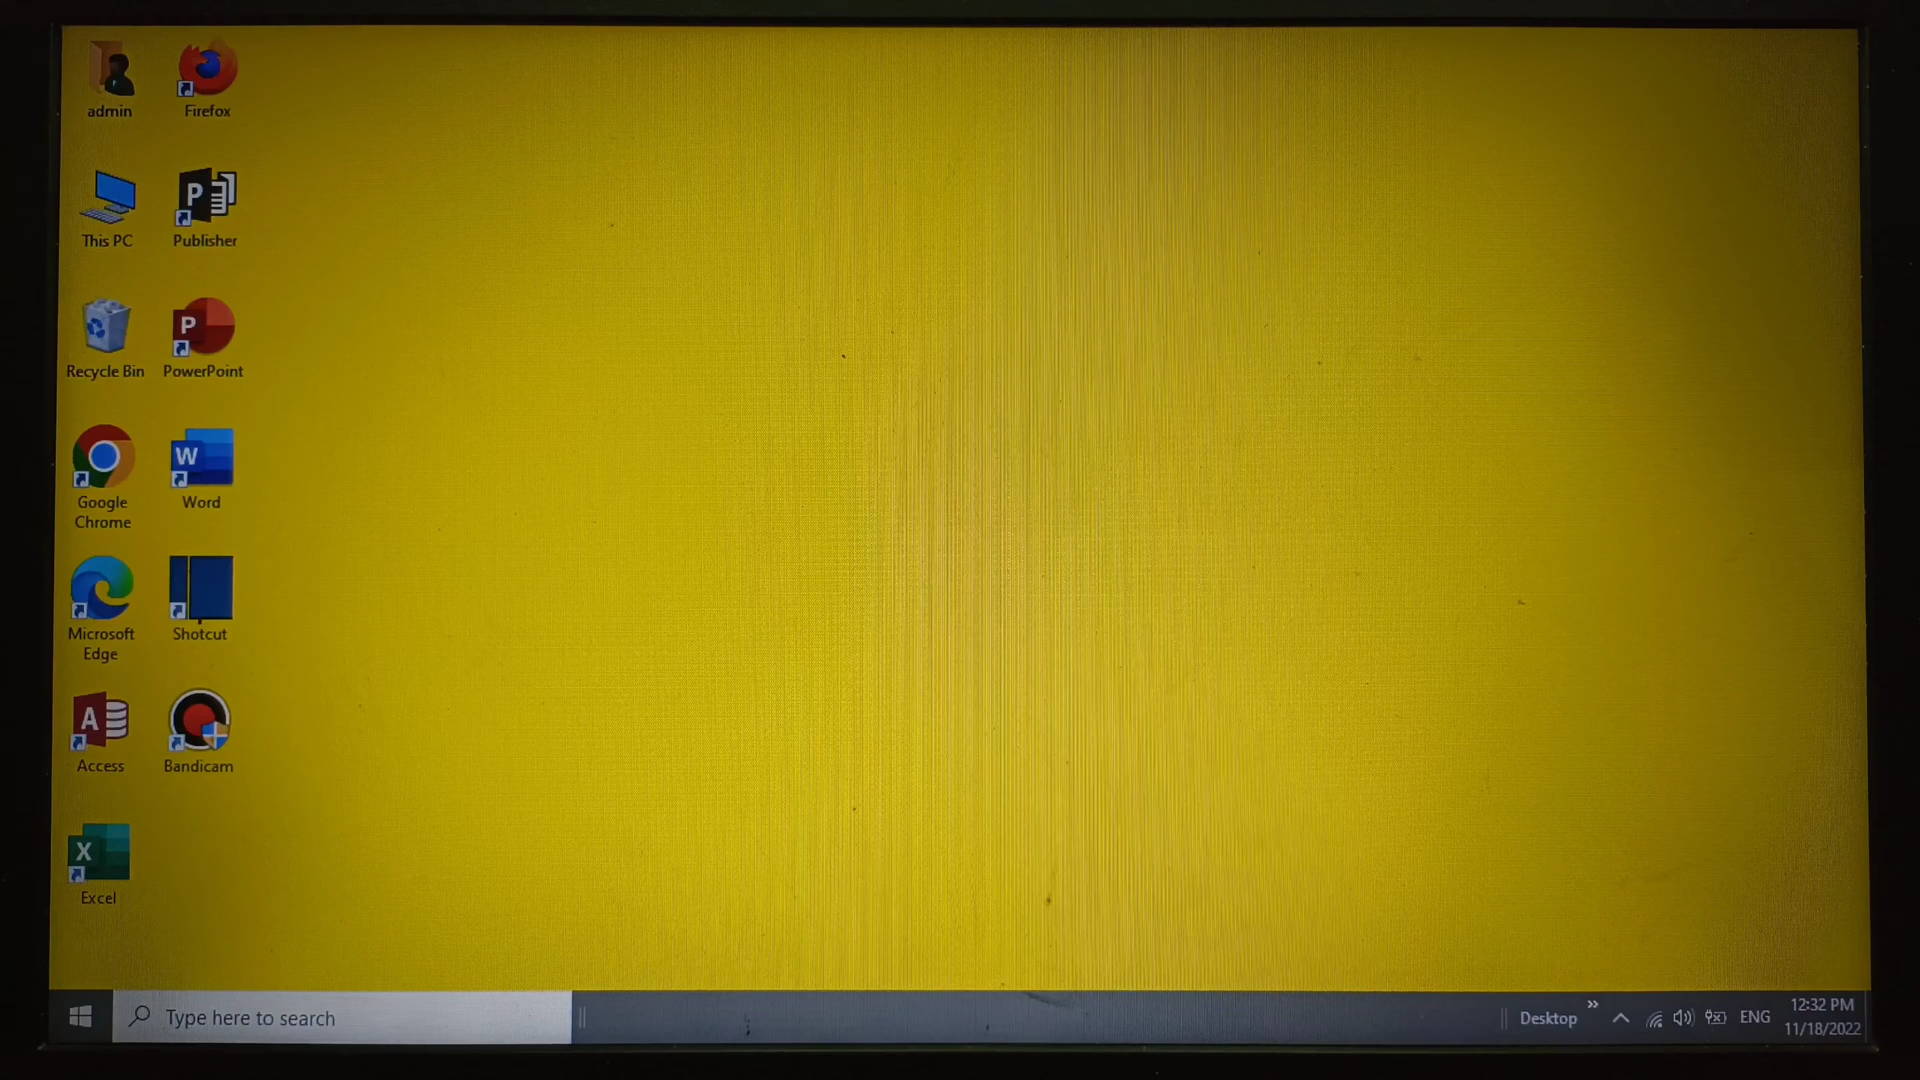 admin
Firefox
This PC
Publisher
Recycle Bin
PowerPoint
Google
Chrome
Word
Microsoft
Edge
Shotcut
Access
Bandicam
Excel
Type here to search
Desktop
ENG
12:32 PM
11/18/2022